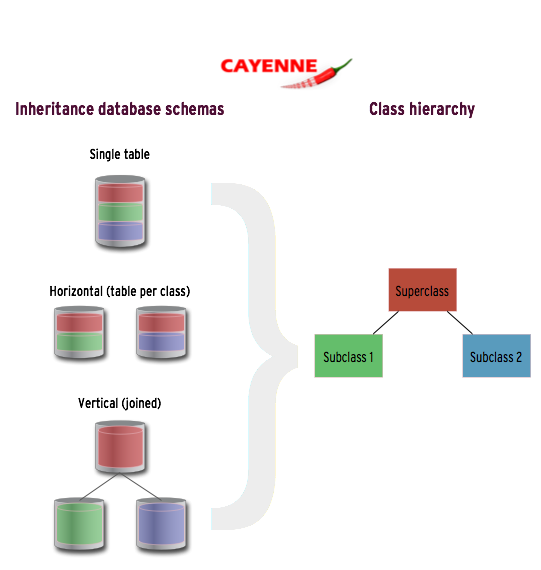 CAYENNE
Inheritance database schemas
Class hierarchy
Single table
Horizontal (table per class)
Superclass
Subclass 1
Subclass 2
Vertical (joined)